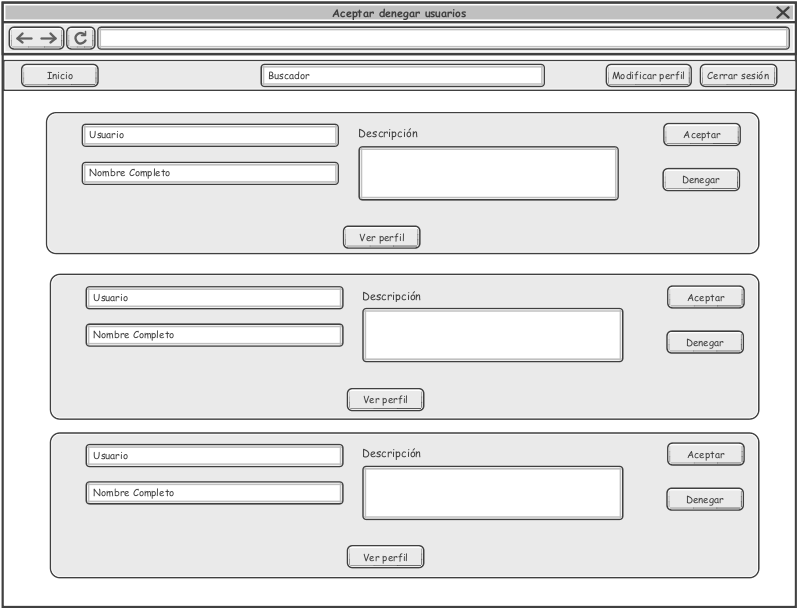 Aceptar denegar usuarios
Inicio
Buscador
Modificar perfil
Cerrar sesión
Usuario
Descripción
Aceptar
Nombre Completo
Denegar
Ver perfil
Usuario
Descripción
Aceptar
Nombre Completo
Denegar
Ver perfil
Usuario
Descripción
Aceptar
Nombre Completo
Denegar
Ver perfil